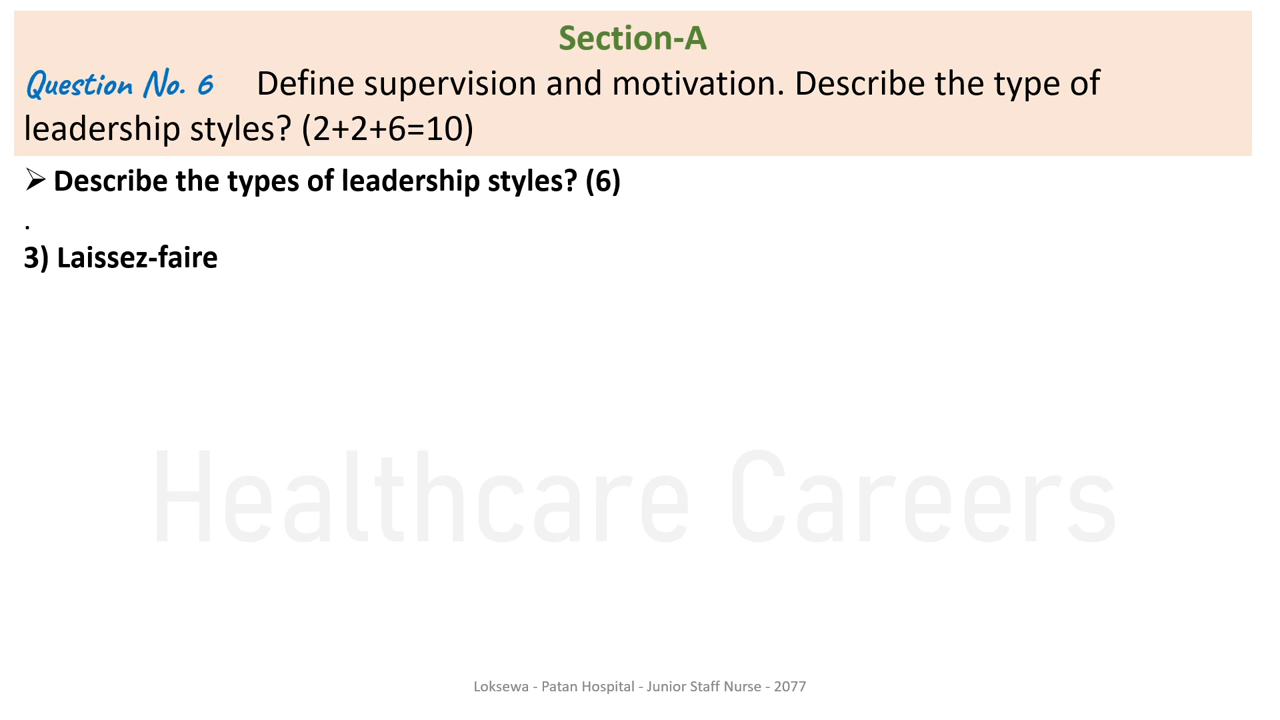 Section-A
Question No. 6 Define supervision and motivation. Describe the type of
leadership styles? (2+2+6=10)
➢ Describe the types of leadership styles? (6)
.
3) Laissez-faire
Healthcare Careers
Loksewa - Patan Hospital - Junior Staff Nurse - 2077